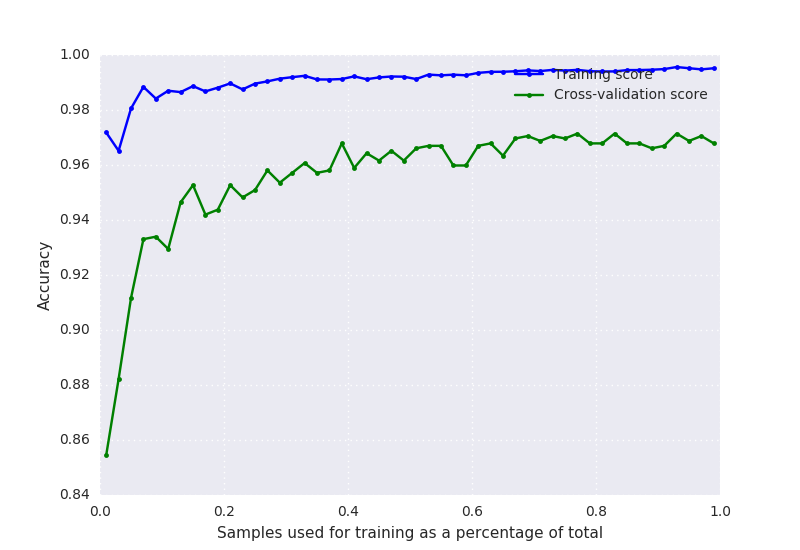 1.00
0.98
0.96
0.94
0.92
0.90
0.88
0.86
0.84
Accuracy
Training score
Cross-validation score
0.0 0.2 0.4 0.6 0.8 1.0
Samples used for training as a percentage of total